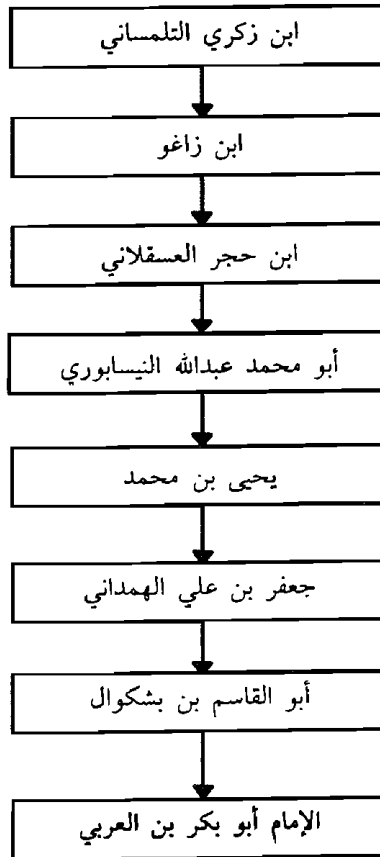 ابن زكري التلمساني
ابن زاغو
ابن حجر العسقلاني
أبو محمد عبدالله النيسابوري
يحيى بن محمد
جعفر بن علي الهمداني
أبو القاسم بن بشكوال
الإمام أبو بكر بن العربي